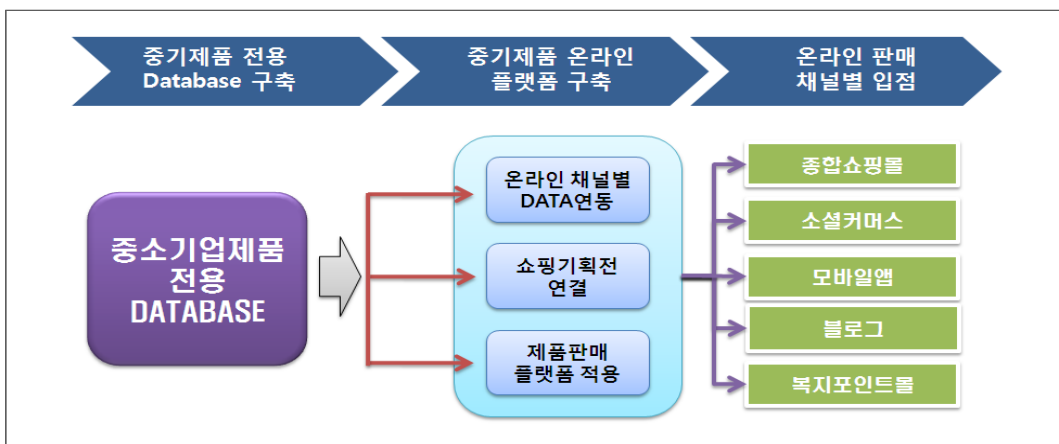 중기제품 전용
Database 구축
중기제품 온라인
플랫폼 구축
온라인 판매
채널별 입점
중소기업제품
전용
DATABASE
온라인 채널별
DATA연동
쇼핑기획전
연결
제품판매
플랫폼 적용
종합쇼핑몰
소셜커머스
모바일앱
블로그
복지포인트몰